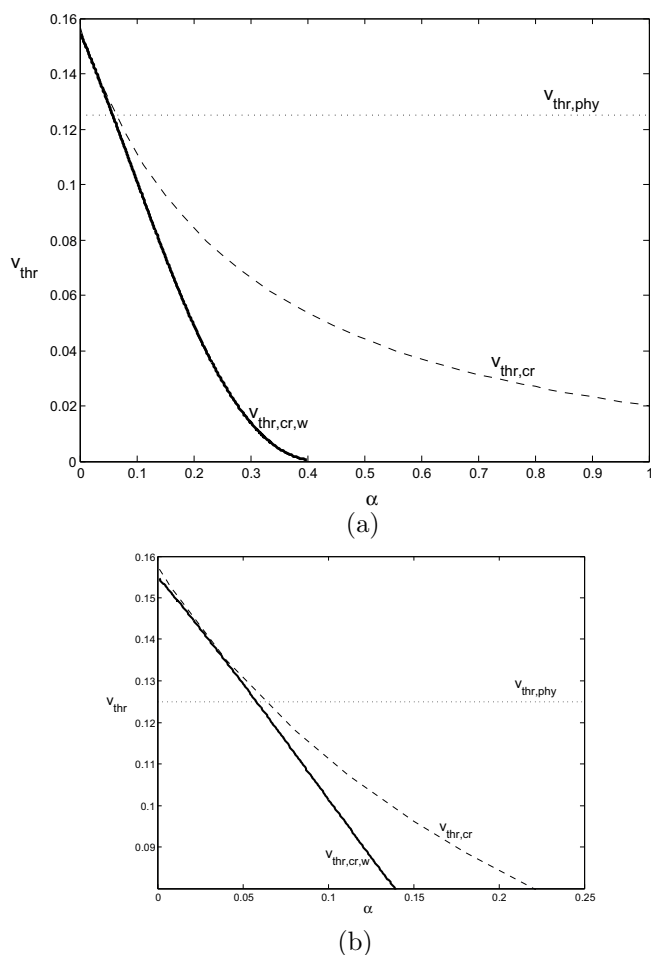 0.16
0.14
v_thr,phy
0.12
0.1
0.08
v_thr
0.06
v_thr,cr
0.04
v_thr,cr,w
0.02
0
0 0.1 0.2 0.3 0.4 0.5 0.6 0.7 0.8 0.9 1
α
(a)
0.16
0.15
0.14
0.13
v_thr,phy
v_thr
0.12
0.11
0.1
v_thr,cr
0.09
v_thr,cr,w
0 0.05 0.1 0.15 0.2 0.25
α
(b)